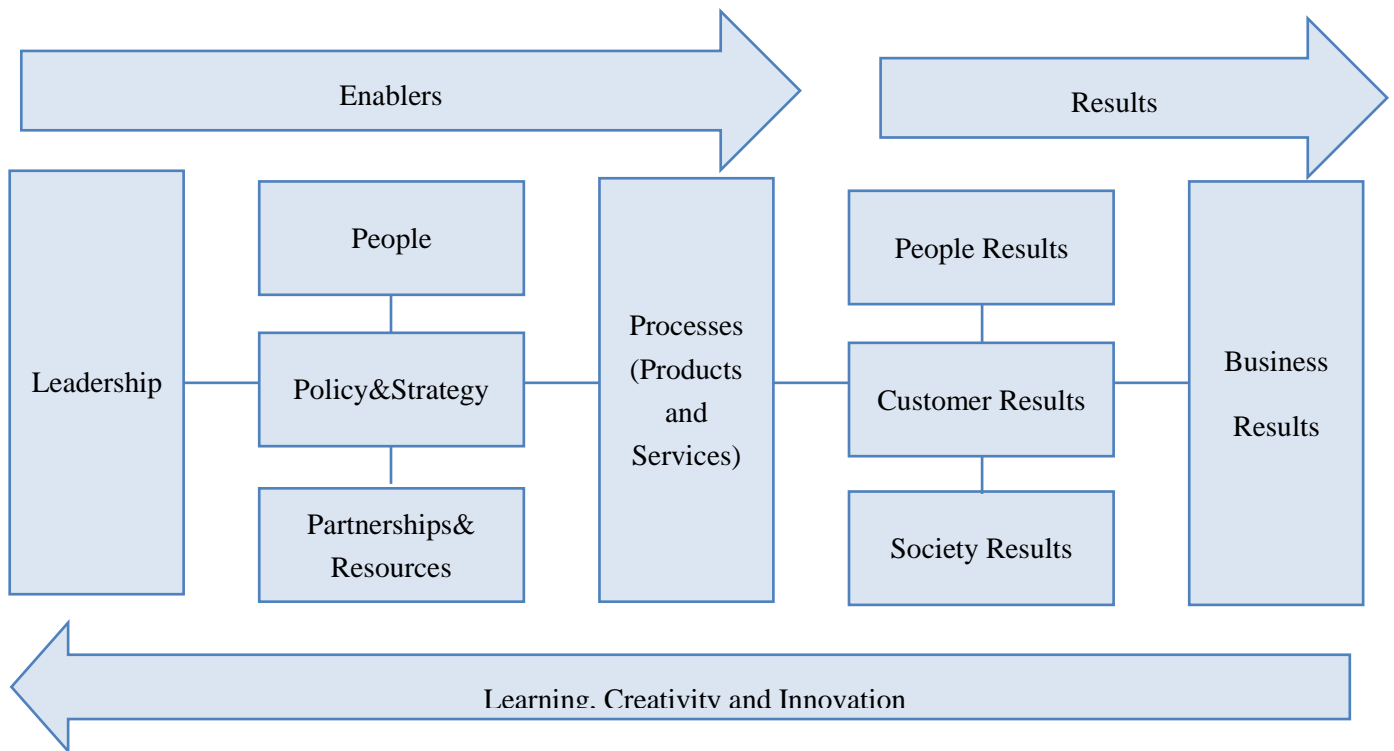 Enablers
Results
Leadership
People
Policy&Strategy
Partnerships&
Resources
Processes
(Products
and
Services)
People Results
Customer Results
Society Results
Business
Results
Learning, Creativity and Innovation